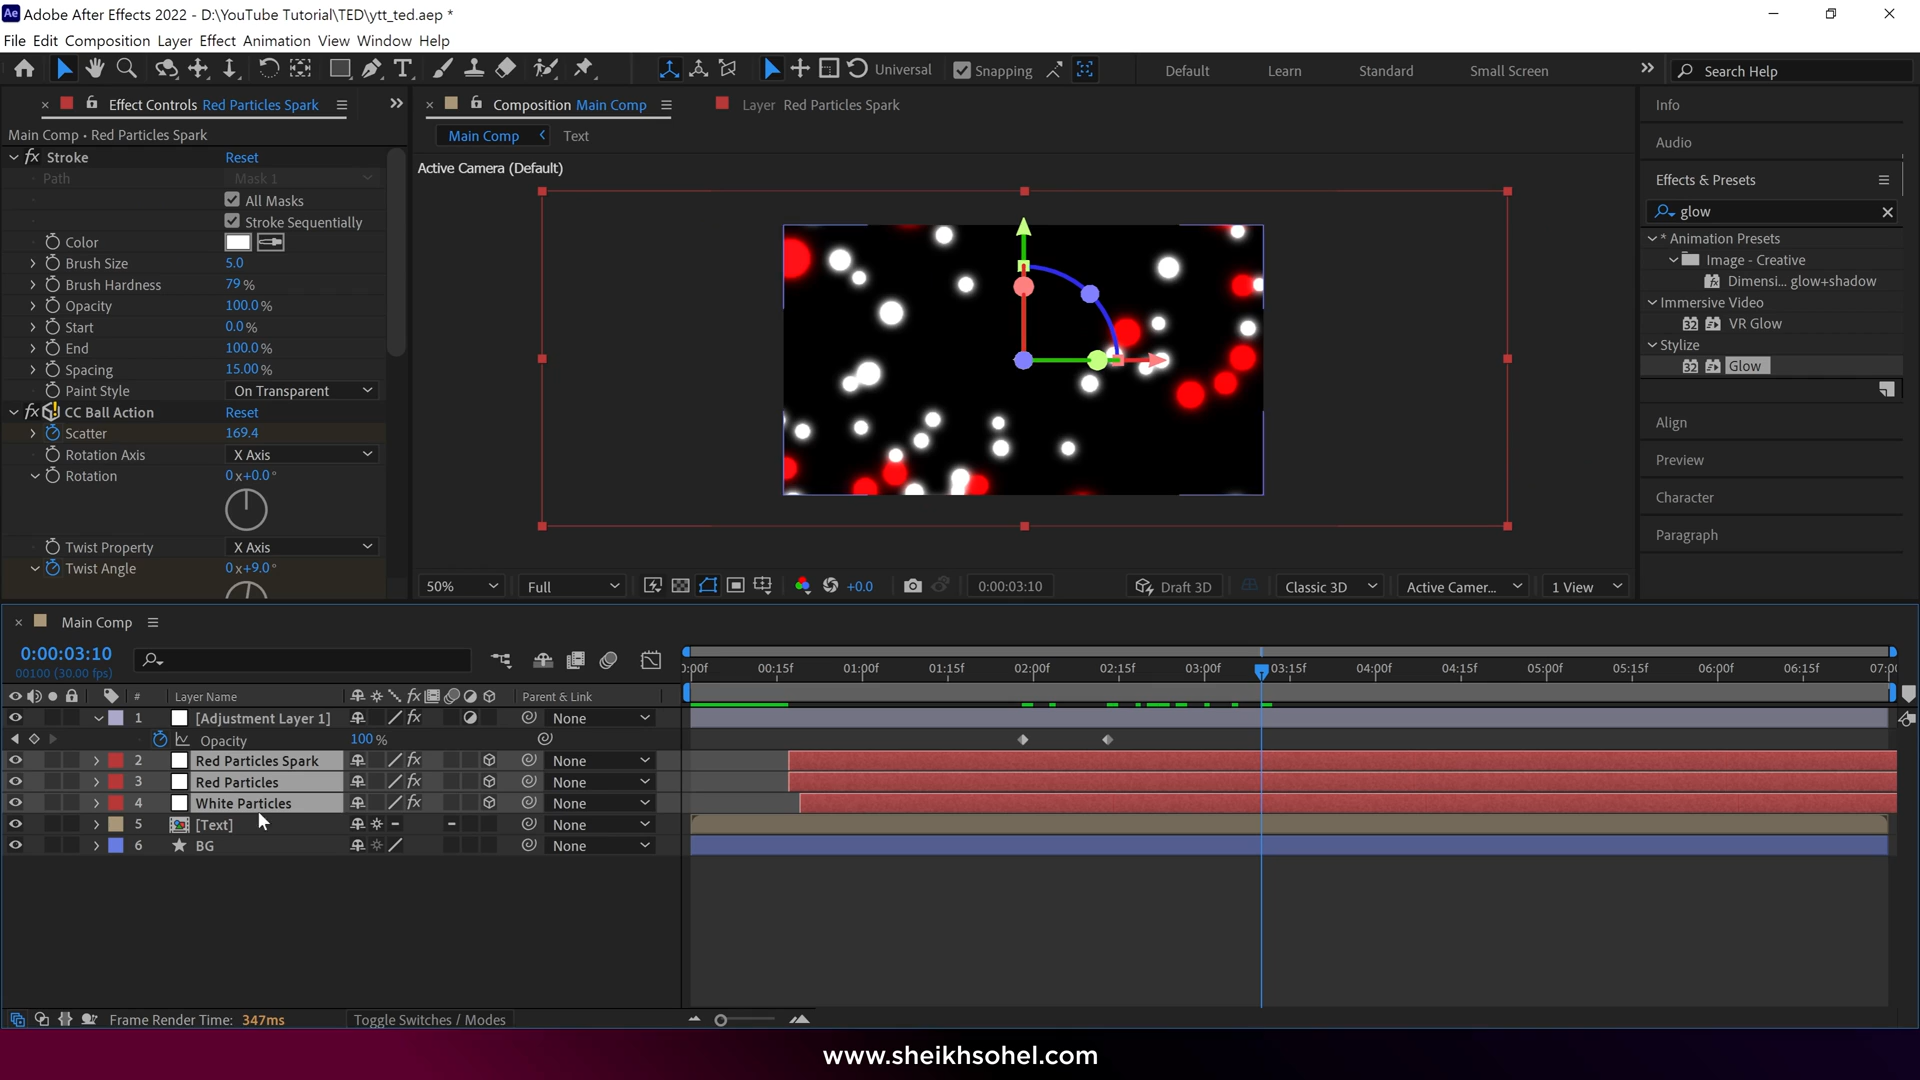 Adobe After Effects 2022 - D:\YouTube Tutorial\TED\ytt_ted.aep *
File Edit Composition Layer Effect Animation View Window Help
Universal Snapping Default Learn Standard Small Screen Search Help
Effect Controls Red Particles Spark
Composition Main Comp
Layer Red Particles Spark
Info
Main Comp • Red Particles Spark
Main Comp Text
Audio
Active Camera (Default)
Stroke Reset
Path Mask 1
All Masks
Stroke Sequentially
Color
Brush Size 5.0
Brush Hardness 79 %
Opacity 100.0 %
Start 0.0 %
End 100.0 %
Spacing 15.00 %
Paint Style On Transparent
CC Ball Action Reset
Scatter 169.4
Rotation Axis X Axis
Rotation 0 x+0.0 °
Twist Property X Axis
Twist Angle 0 x+9.0 °
Effects & Presets
glow
* Animation Presets
Image - Creative
Dimensi... glow+shadow
Immersive Video
32 VR Glow
Stylize
32 Glow
Align
Preview
Character
Paragraph
50% Full +0.0 0:00:03:10 Draft 3D Classic 3D Active Camer... 1 View
Main Comp
0:00:03:10
00100 (30.00 fps)
0:00f 00:15f 01:00f 01:15f 02:00f 02:15f 03:00f 03:15f 04:00f 04:15f 05:00f 05:15f 06:00f 06:15f 07:00
# Layer Name fx Parent & Link
1 [Adjustment Layer 1] fx None
Opacity 100 %
2 Red Particles Spark fx None
3 Red Particles fx None
4 White Particles fx None
5 [Text] None
6 BG None
Frame Render Time: 347ms Toggle Switches / Modes
www.sheikhsohel.com